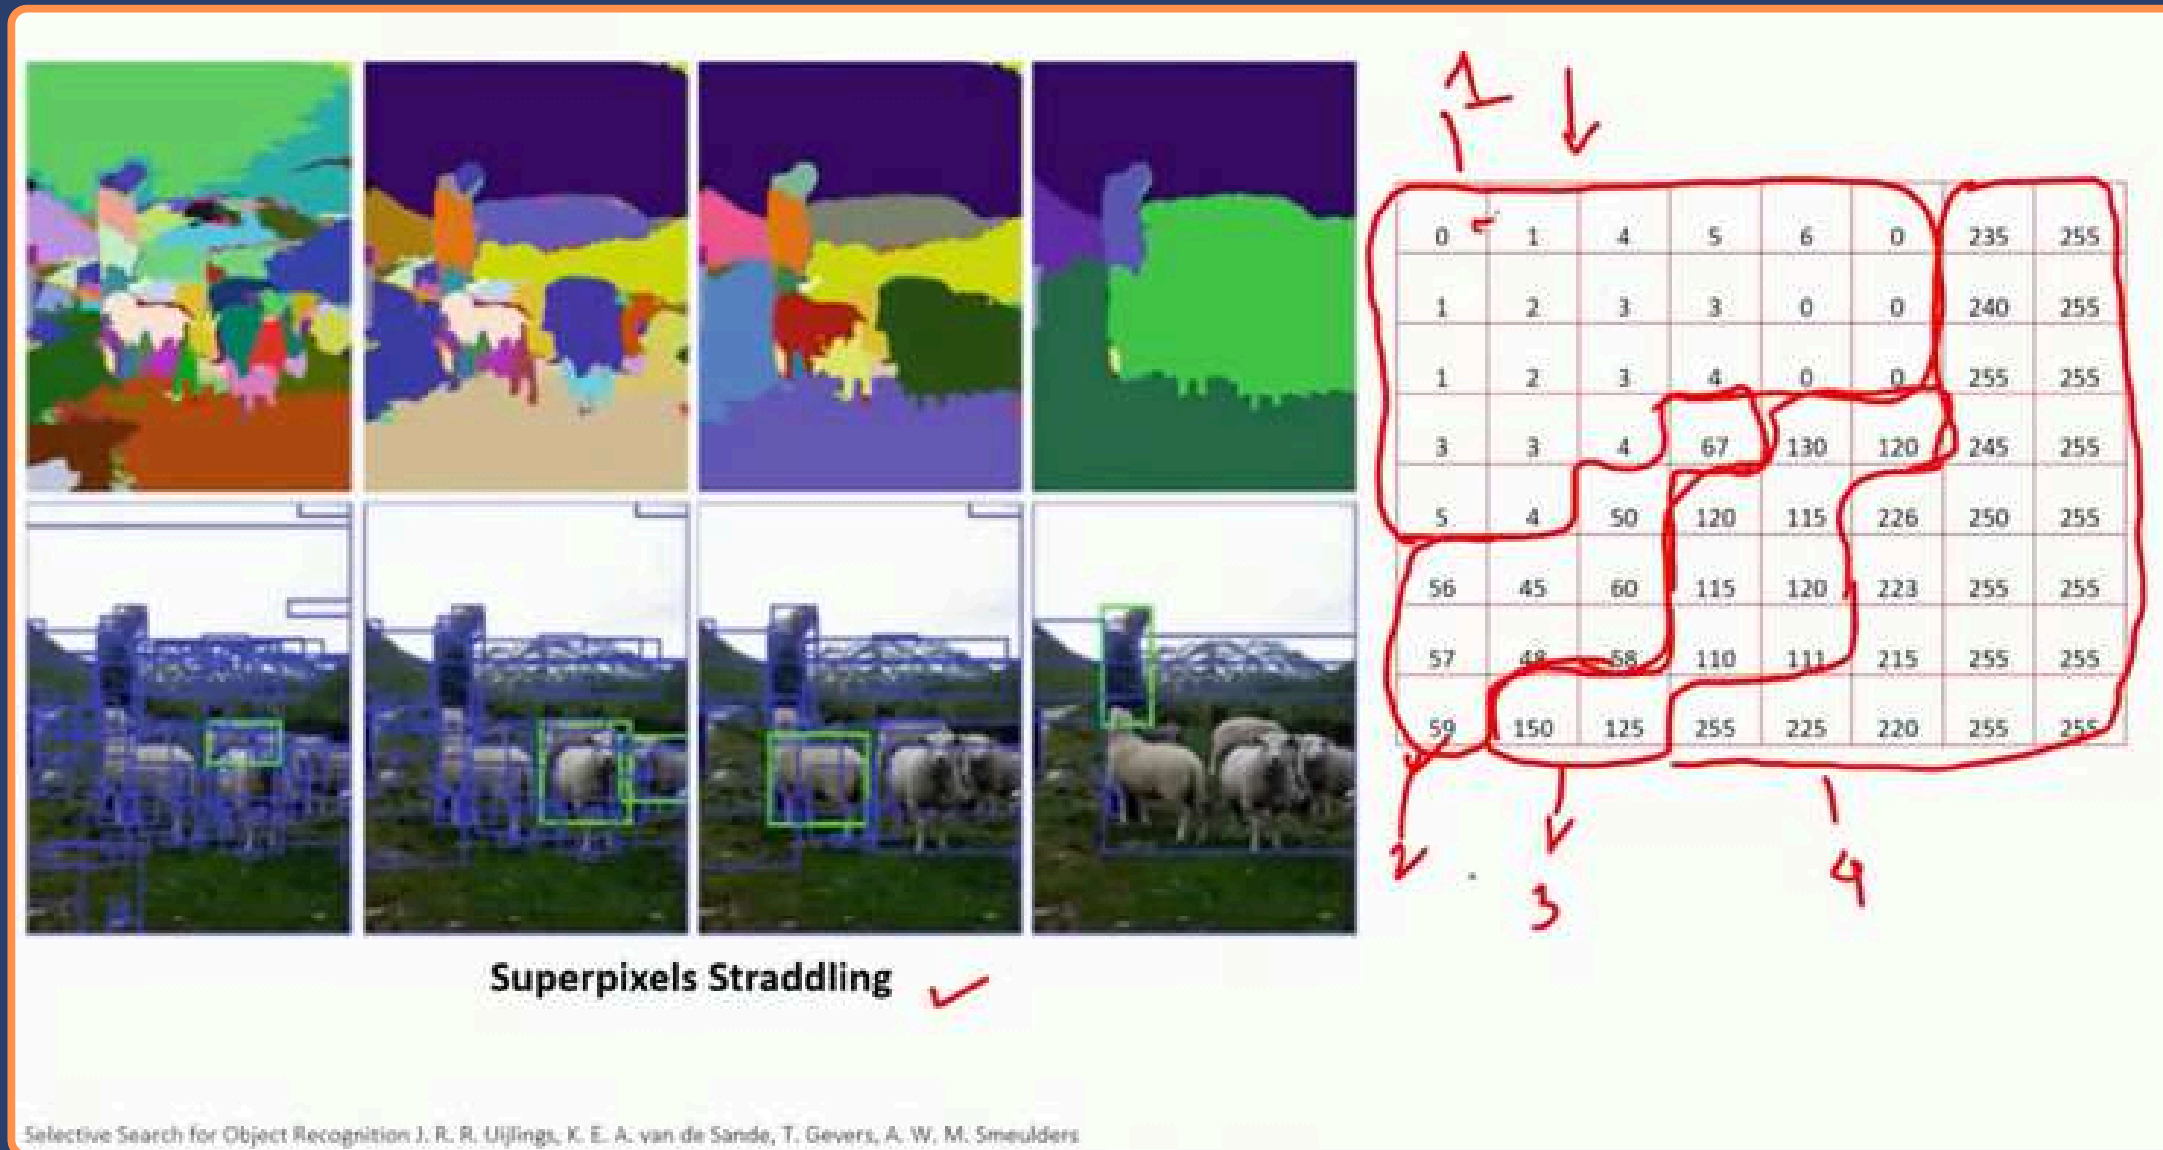 1
0 1 4 5 6 0 235 255
1 2 3 3 0 0 240 255
1 2 3 4 0 0 255 255
3 3 4 67 130 120 245 255
5 4 50 120 115 226 250 255
56 45 60 115 120 223 255 255
57 48 58 110 111 215 255 255
59 150 125 255 225 220 255 255
2
3
4
Superpixels Straddling
Selective Search for Object Recognition J. R. R. Uijlings, K. E. A. van de Sande, T. Gevers, A. W. M. Smeulders